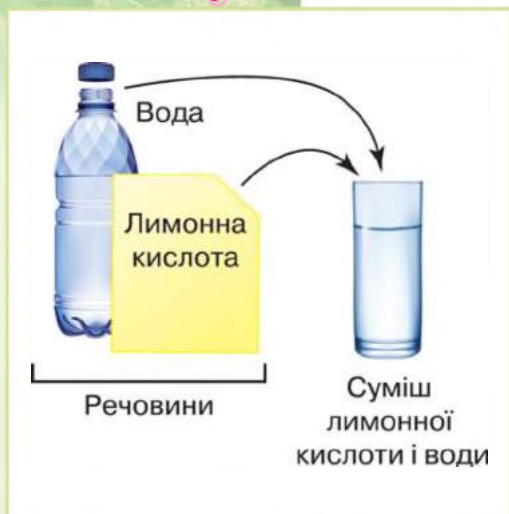 Вода
Лимонна
кислота
Речовини
Суміш
лимонної
кислоти і води